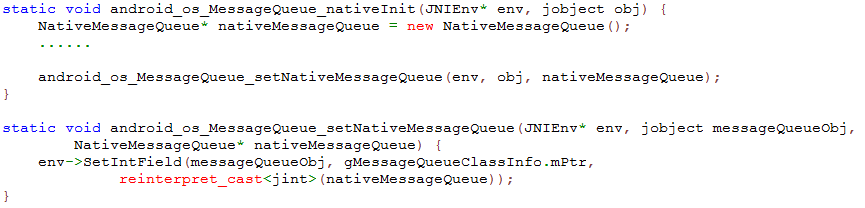 static void android_os_MessageQueue_nativeInit(JNIEnv* env, jobject obj) {
    NativeMessageQueue* nativeMessageQueue = new NativeMessageQueue();
    ......
    android_os_MessageQueue_setNativeMessageQueue(env, obj, nativeMessageQueue);
}
static void android_os_MessageQueue_setNativeMessageQueue(JNIEnv* env, jobject messageQueueObj,
        NativeMessageQueue* nativeMessageQueue) {
    env->SetIntField(messageQueueObj, gMessageQueueClassInfo.mPtr,
             reinterpret_cast<jint>(nativeMessageQueue));
}